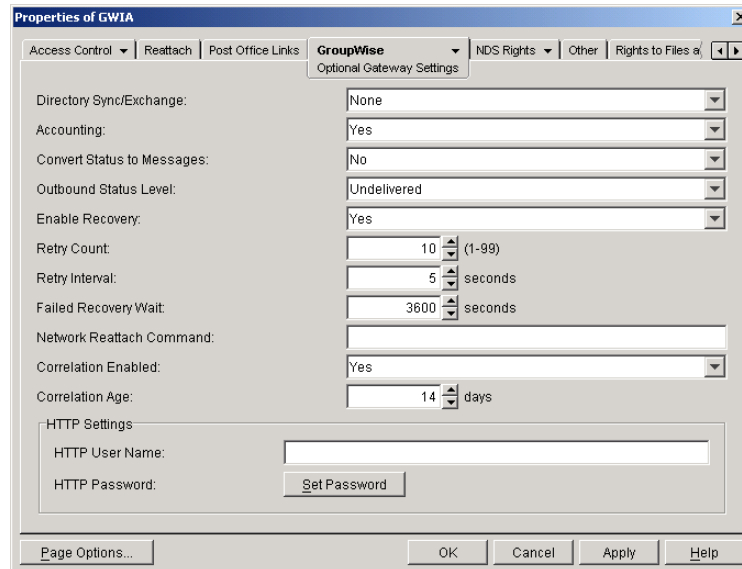 Properties of GWIA
Access Control Reattach Post Office Links GroupWise NDS Rights Other Rights to Files a
Optional Gateway Settings
Directory Sync/Exchange: None
Accounting: Yes
Convert Status to Messages: No
Outbound Status Level: Undelivered
Enable Recovery: Yes
Retry Count: 10 (1-99)
Retry Interval: 5 seconds
Failed Recovery Wait: 3600 seconds
Network Reattach Command:
Correlation Enabled: Yes
Correlation Age: 14 days
HTTP Settings
HTTP User Name:
HTTP Password: Set Password
Page Options... OK Cancel Apply Help